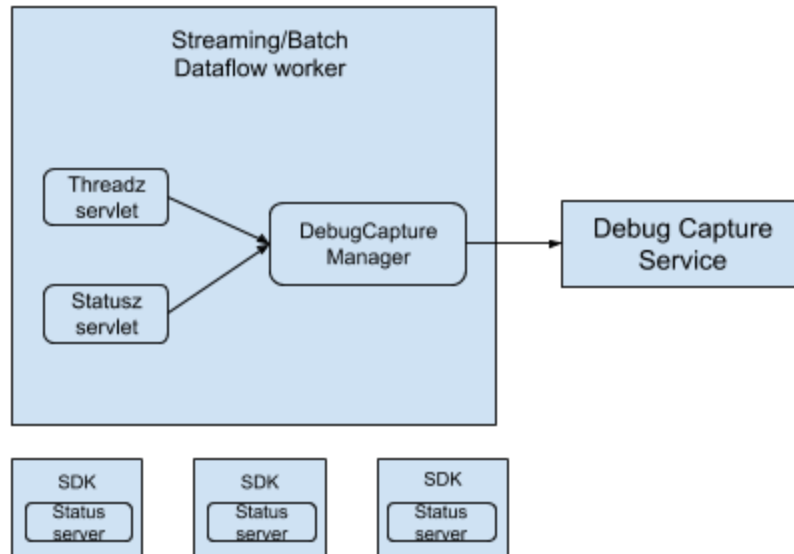 Streaming/Batch
Dataflow worker
Threadz
servlet
DebugCapture
Manager
Debug Capture
Service
Statusz
servlet
SDK
Status
server
SDK
Status
server
SDK
Status
server